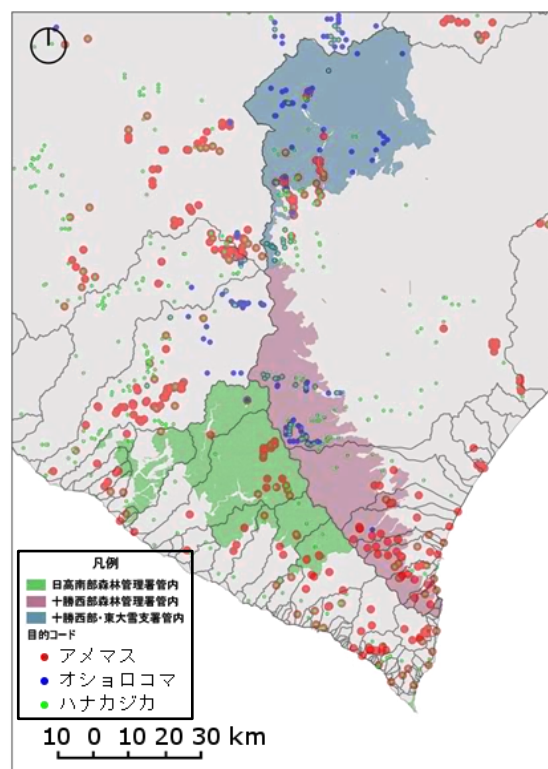 凡例
日高南部森林管理署管内
十勝西部森林管理署管内
十勝西部・東大雪支署管内
目的コード
アメマス
オショロコマ
ハナカジカ
10 0 10 20 30 km